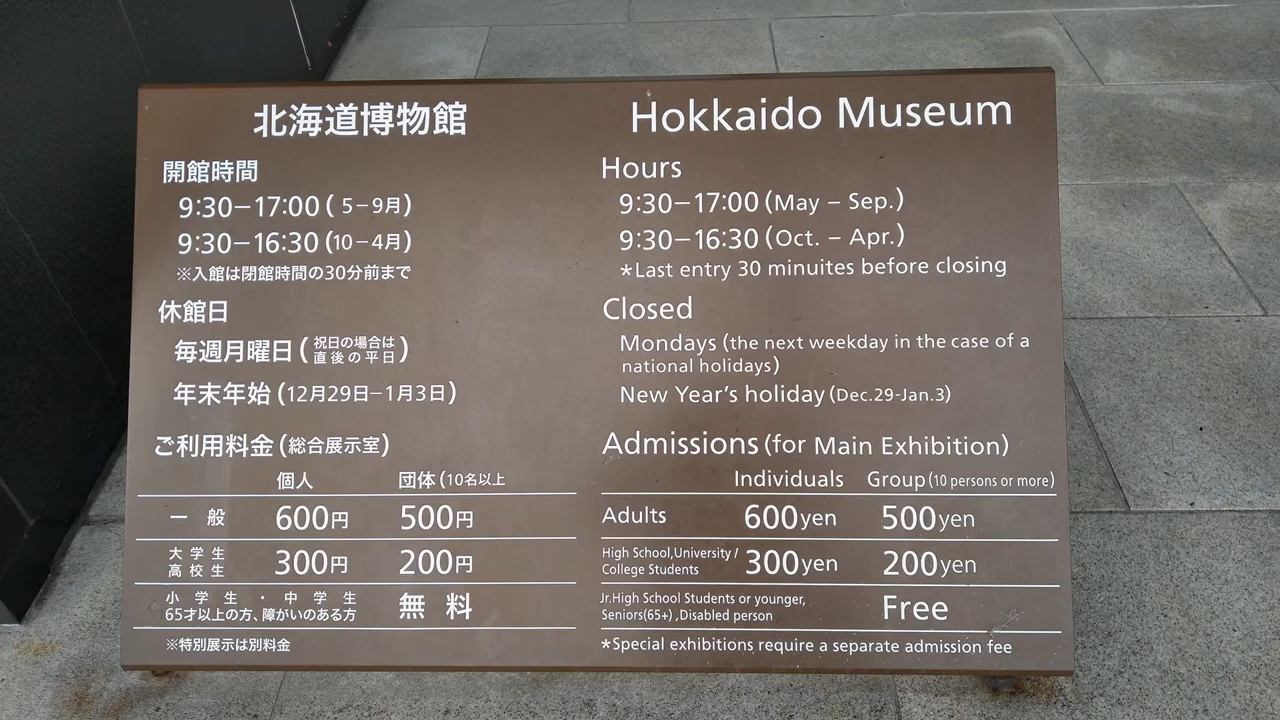 北海道博物館
開館時間
9:30－17:00 ( 5－9月)
9:30－16:30 (10－4月)
※入館は閉館時間の30分前まで
休館日
毎週月曜日 (祝日の場合は
直後の平日)
年末年始 (12月29日－1月3日)
ご利用料金 (総合展示室)
個人 団体 (10名以上
一般 600円 500円
大学生
高校生 300円 200円
小学生・中学生
65才以上の方、障がいのある方 無料
※特別展示は別料金
Hokkaido Museum
Hours
9:30－17:00 (May – Sep.)
9:30－16:30 (Oct. – Apr.)
*Last entry 30 minuites before closing
Closed
Mondays (the next weekday in the case of a
national holidays)
New Year's holiday (Dec.29-Jan.3)
Admissions (for Main Exhibition)
Individuals Group (10 persons or more)
Adults 600yen 500yen
High School,University /
College Students 300yen 200yen
Jr.High School Students or younger,
Seniors(65+) ,Disabled person Free
*Special exhibitions require a separate admission fee